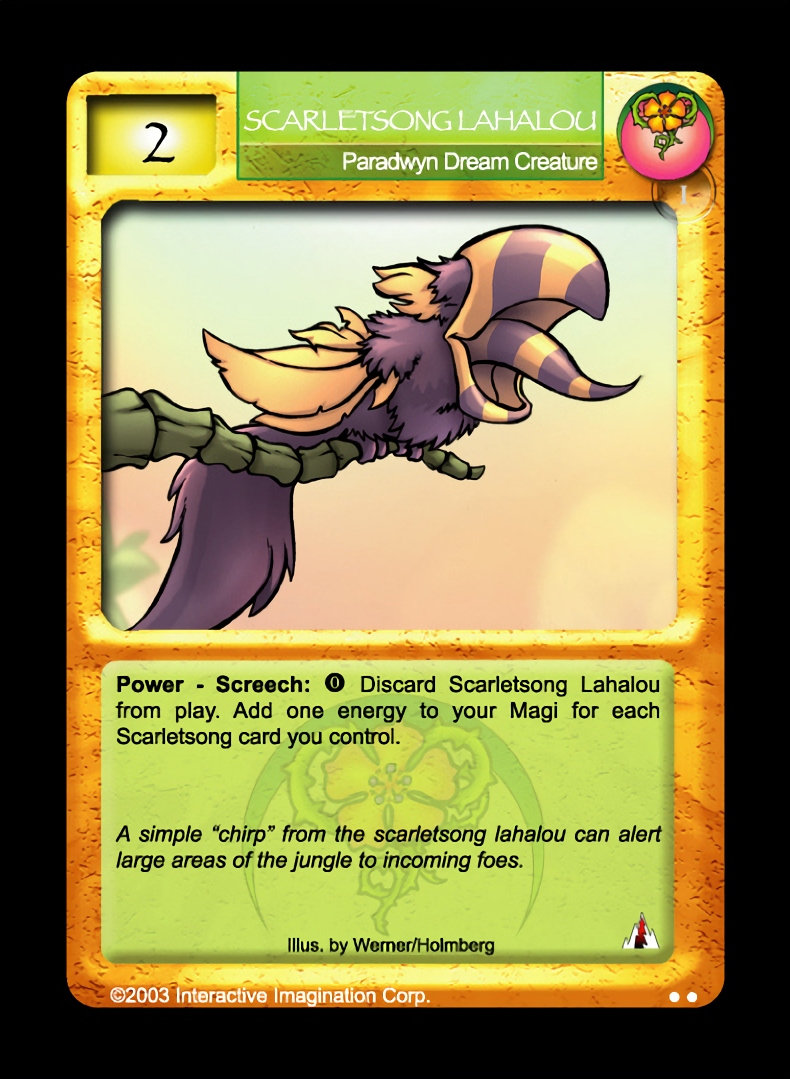 2
SCARLETSONG LAHALOU
Paradwyn Dream Creature
1
Power - Screech: 0 Discard Scarletsong Lahalou
from play. Add one energy to your Magi for each
Scarletsong card you control.
A simple “chirp” from the scarletsong lahalou can alert
large areas of the jungle to incoming foes.
Illus. by Werner/Holmberg
©2003 Interactive Imagination Corp.